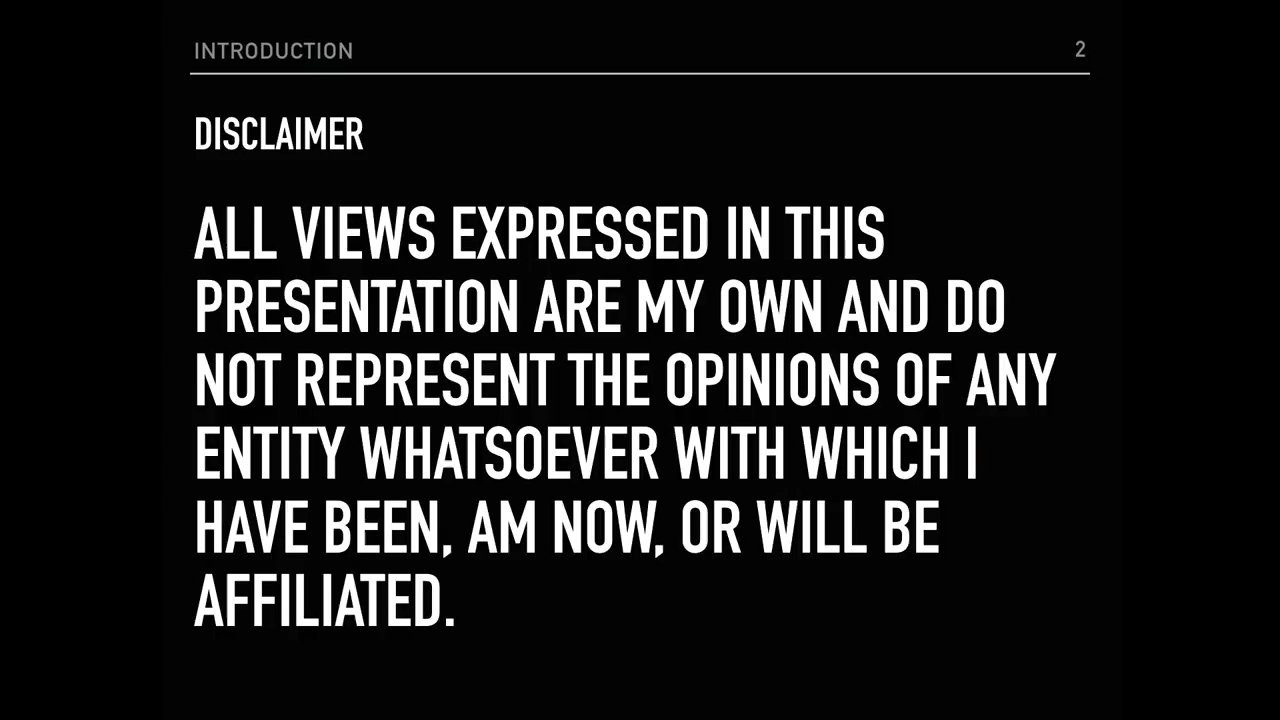 INTRODUCTION 2
DISCLAIMER
ALL VIEWS EXPRESSED IN THIS
PRESENTATION ARE MY OWN AND DO
NOT REPRESENT THE OPINIONS OF ANY
ENTITY WHATSOEVER WITH WHICH I
HAVE BEEN, AM NOW, OR WILL BE
AFFILIATED.